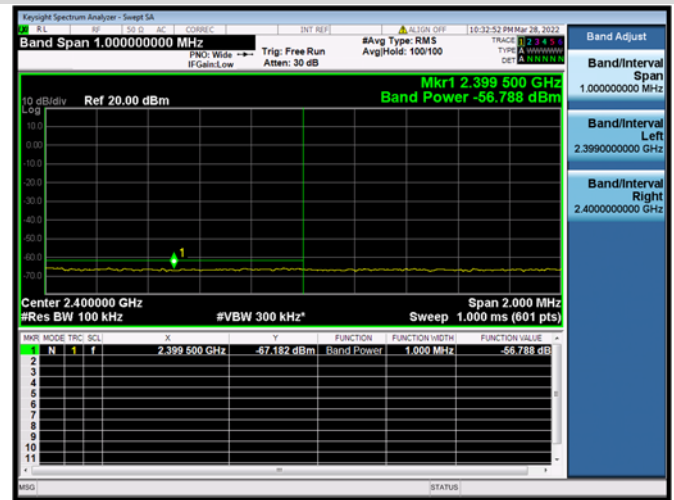 Keysight Spectrum Analyzer - Swept SA
RL RF 50 Ω AC CORREC INT REF ALIGN OFF 10:32:52 PM Mar 28, 2022
Band Span 1.000000000 MHz
PNO: Wide Trig: Free Run #Avg Type: RMS TRACE 1 2 3 4 5 6
IFGain:Low Atten: 30 dB Avg|Hold: 100/100 TYPE A WWWWW
DET A N N N N N
Mkr1 2.399 500 GHz
10 dB/div Ref 20.00 dBm Band Power -56.788 dBm
Log
10.0
0.00
-10.0
-20.0
-30.0
-40.0
-50.0
-60.0
-70.0
1
Center 2.400000 GHz Span 2.000 MHz
#Res BW 100 kHz #VBW 300 kHz* Sweep 1.000 ms (601 pts)
MKR MODE TRC SCL X Y FUNCTION FUNCTION WIDTH FUNCTION VALUE
1 N 1 f 2.399 500 GHz -67.182 dBm Band Power 1.000 MHz -56.788 dB
2
3
4
5
6
7
8
9
10
11
MSG STATUS
Band Adjust
Band/Interval
Span
1.000000000 MHz
Band/Interval
Left
2.3990000000 GHz
Band/Interval
Right
2.4000000000 GHz